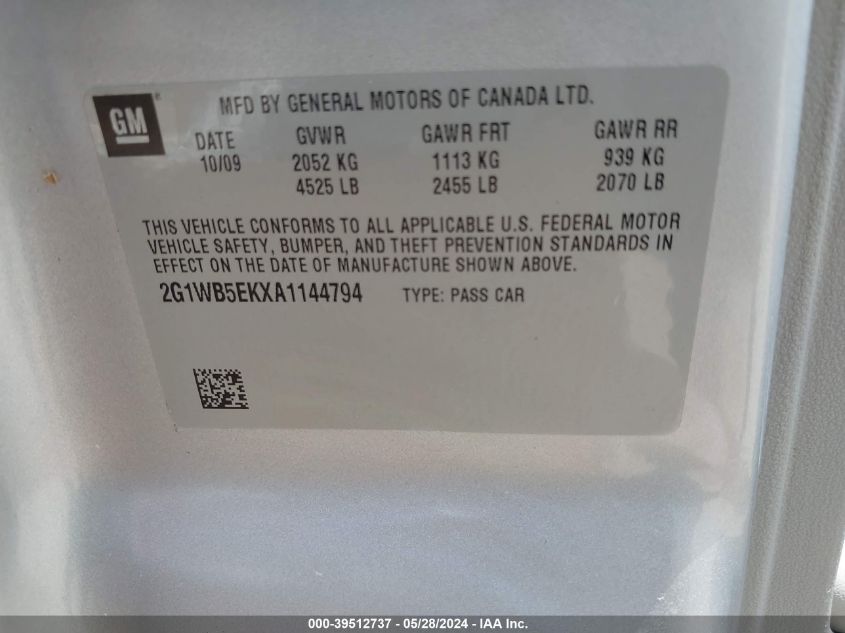 GM ®
MFD BY GENERAL MOTORS OF CANADA LTD.
DATE GVWR GAWR FRT GAWR RR
10/09 2052 KG 1113 KG 939 KG
4525 LB 2455 LB 2070 LB
THIS VEHICLE CONFORMS TO ALL APPLICABLE U.S. FEDERAL MOTOR
VEHICLE SAFETY, BUMPER, AND THEFT PREVENTION STANDARDS IN
EFFECT ON THE DATE OF MANUFACTURE SHOWN ABOVE.
2G1WB5EKXA1144794 TYPE: PASS CAR
000-39512737 - 05/28/2024 - IAA Inc.